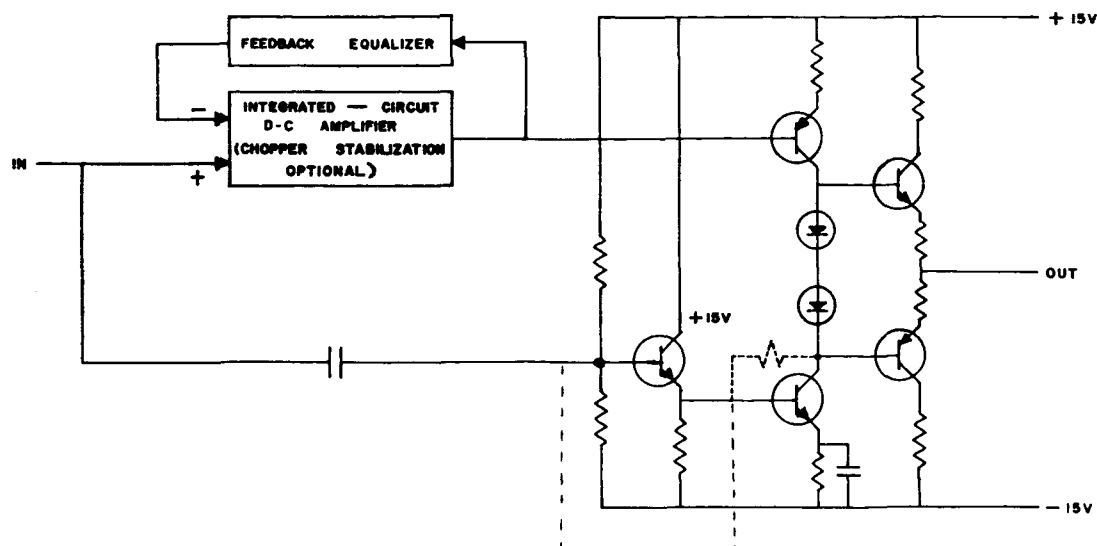 + 15V
FEEDBACK EQUALIZER
−
INTEGRATED — CIRCUIT
D-C AMPLIFIER
(CHOPPER STABILIZATION
OPTIONAL)
IN
+
OUT
+15V
− 15V